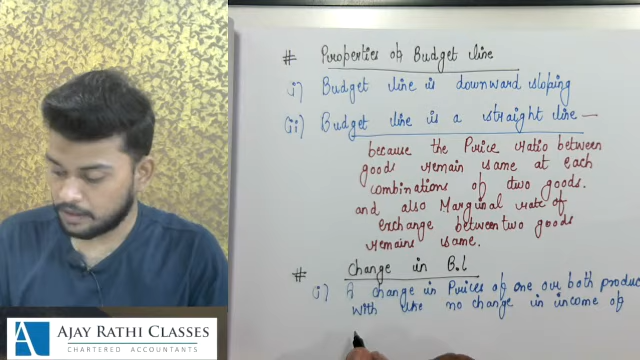 # Properties of Budget line
i) Budget line is downward sloping
(ii) Budget line is a straight line —
because the Price ratio between
goods remain same at each
combinations of two goods.
and also Marginal rate of
exchange between two goods
remains same.
# Change in B.L
(i) A change in Prices of one or both produc
with the no change in income of
AJAY RATHI CLASSES
CHARTERED ACCOUNTANTS